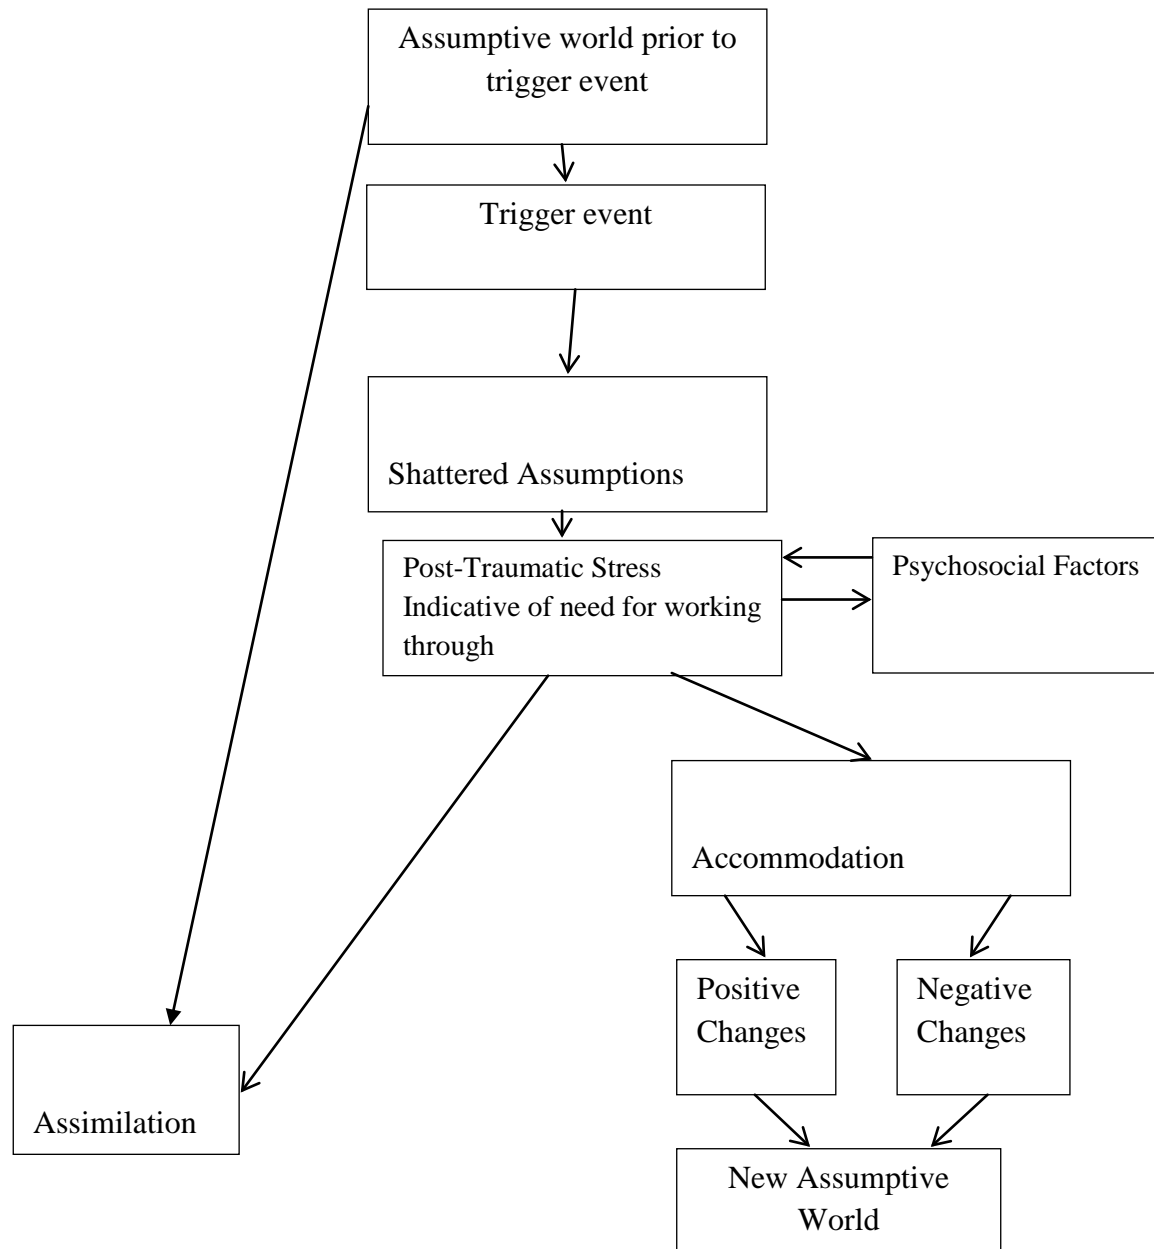 Assumptive world prior to
trigger event
Trigger event
Shattered Assumptions
Post-Traumatic Stress
Indicative of need for working
through
Psychosocial Factors
Accommodation
Positive
Changes
Negative
Changes
Assimilation
New Assumptive
World